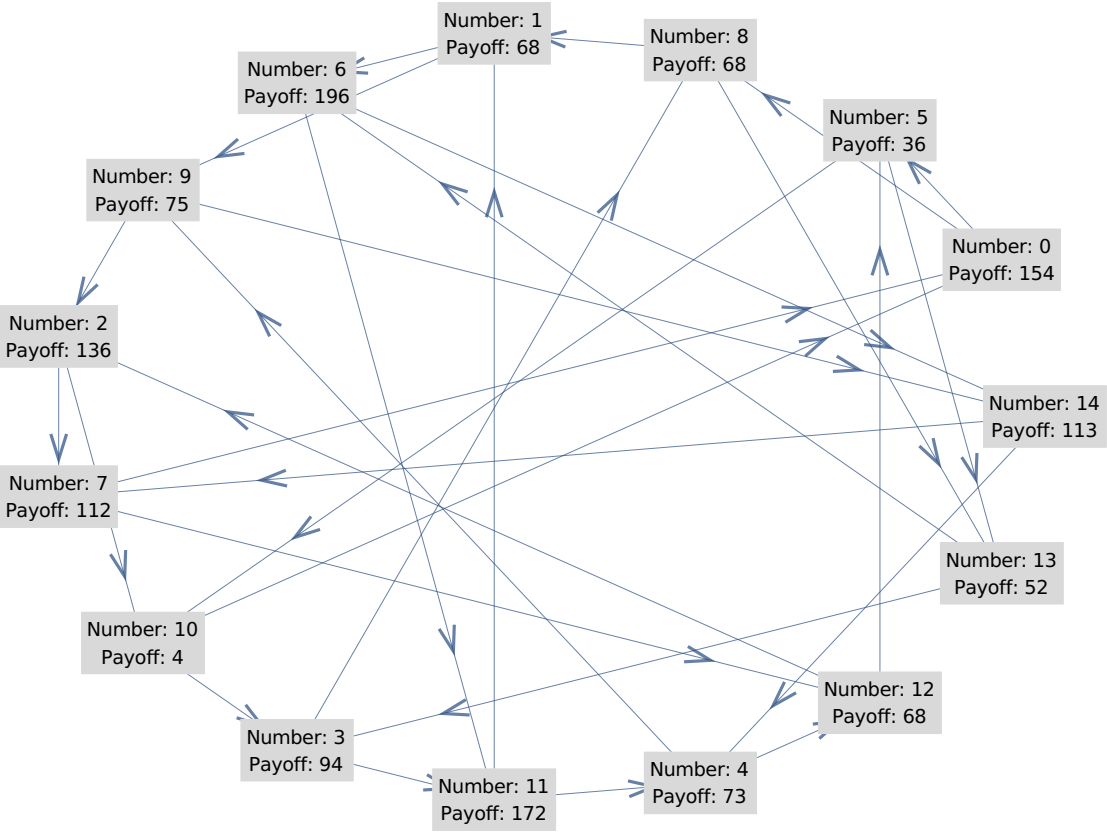 Number: 1
Payoff: 68
Number: 8
Payoff: 68
Number: 6
Payoff: 196
Number: 5
Payoff: 36
Number: 9
Payoff: 75
Number: 0
Payoff: 154
Number: 2
Payoff: 136
Number: 14
Payoff: 113
Number: 7
Payoff: 112
Number: 13
Payoff: 52
Number: 10
Payoff: 4
Number: 12
Payoff: 68
Number: 3
Payoff: 94
Number: 4
Payoff: 73
Number: 11
Payoff: 172